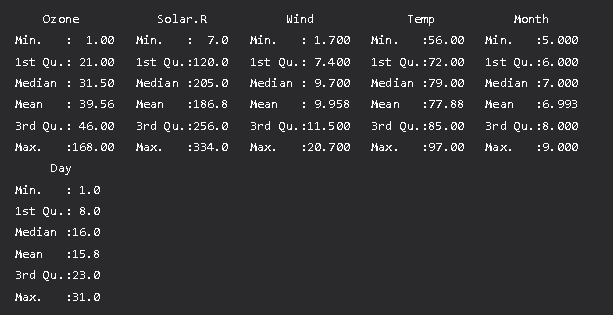 Ozone           Solar.R           Wind             Temp           Month
 Min.   :  1.00   Min.   :  7.0   Min.   : 1.700   Min.   :56.00   Min.   :5.000
 1st Qu.: 21.00   1st Qu.:120.0   1st Qu.: 7.400   1st Qu.:72.00   1st Qu.:6.000
 Median : 31.50   Median :205.0   Median : 9.700   Median :79.00   Median :7.000
 Mean   : 39.56   Mean   :186.8   Mean   : 9.958   Mean   :77.88   Mean   :6.993
 3rd Qu.: 46.00   3rd Qu.:256.0   3rd Qu.:11.500   3rd Qu.:85.00   3rd Qu.:8.000
 Max.   :168.00   Max.   :334.0   Max.   :20.700   Max.   :97.00   Max.   :9.000
      Day
 Min.   : 1.0
 1st Qu.: 8.0
 Median :16.0
 Mean   :15.8
 3rd Qu.:23.0
 Max.   :31.0